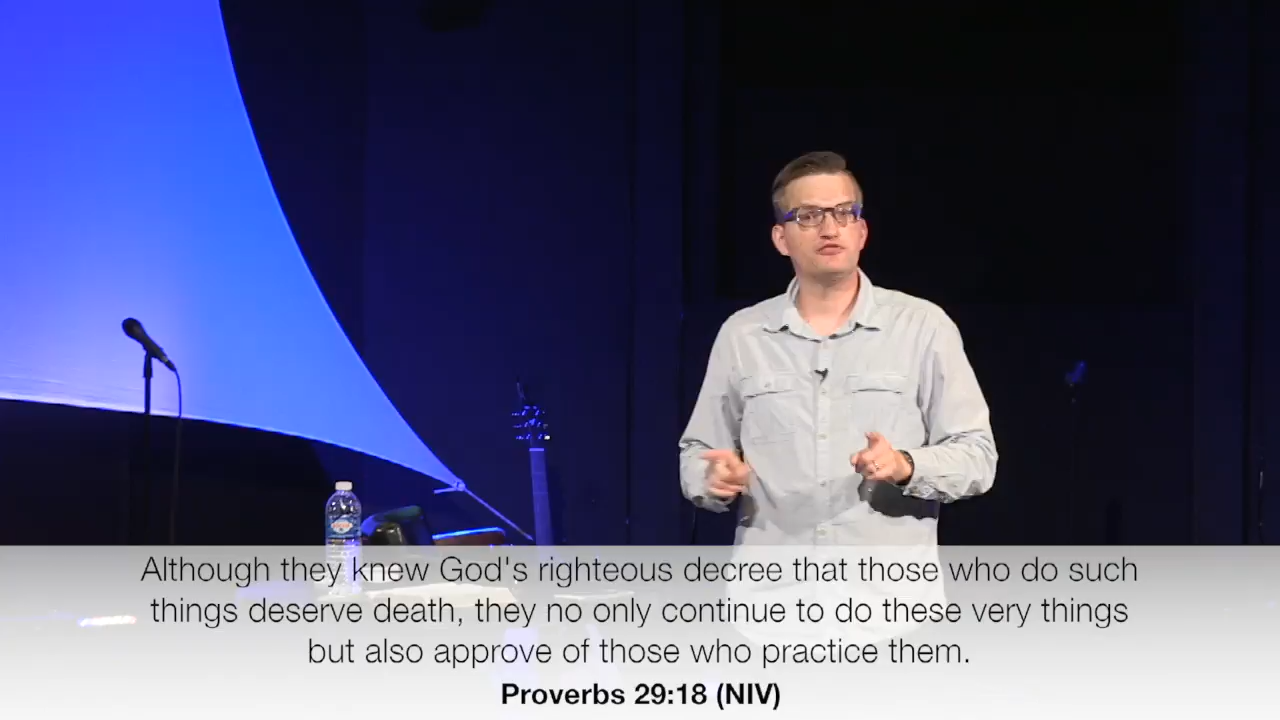 Although they knew God's righteous decree that those who do such
things deserve death, they no only continue to do these very things
but also approve of those who practice them.
Proverbs 29:18 (NIV)